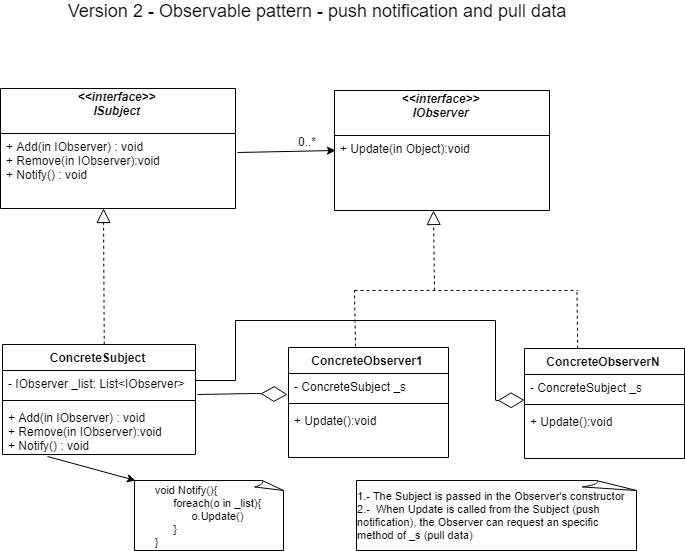 Version 2 - Observable pattern - push notification and pull data
<<interface>>
ISubject
+ Add(in IObserver) : void
+ Remove(in IObserver):void
+ Notify() : void
0..*
<<interface>>
IObserver
+ Update(in Object):void
ConcreteSubject
- IObserver _list: List<IObserver>
+ Add(in IObserver) : void
+ Remove(in IObserver):void
+ Notify() : void
ConcreteObserver1
- ConcreteSubject _s
+ Update():void
ConcreteObserverN
- ConcreteSubject _s
+ Update():void
void Notify(){
foreach(o in _list){
o.Update()
}
}
1.- The Subject is passed in the Observer's constructor
2.- When Update is called from the Subject (push
notification), the Observer can request an specific
method of _s (pull data)